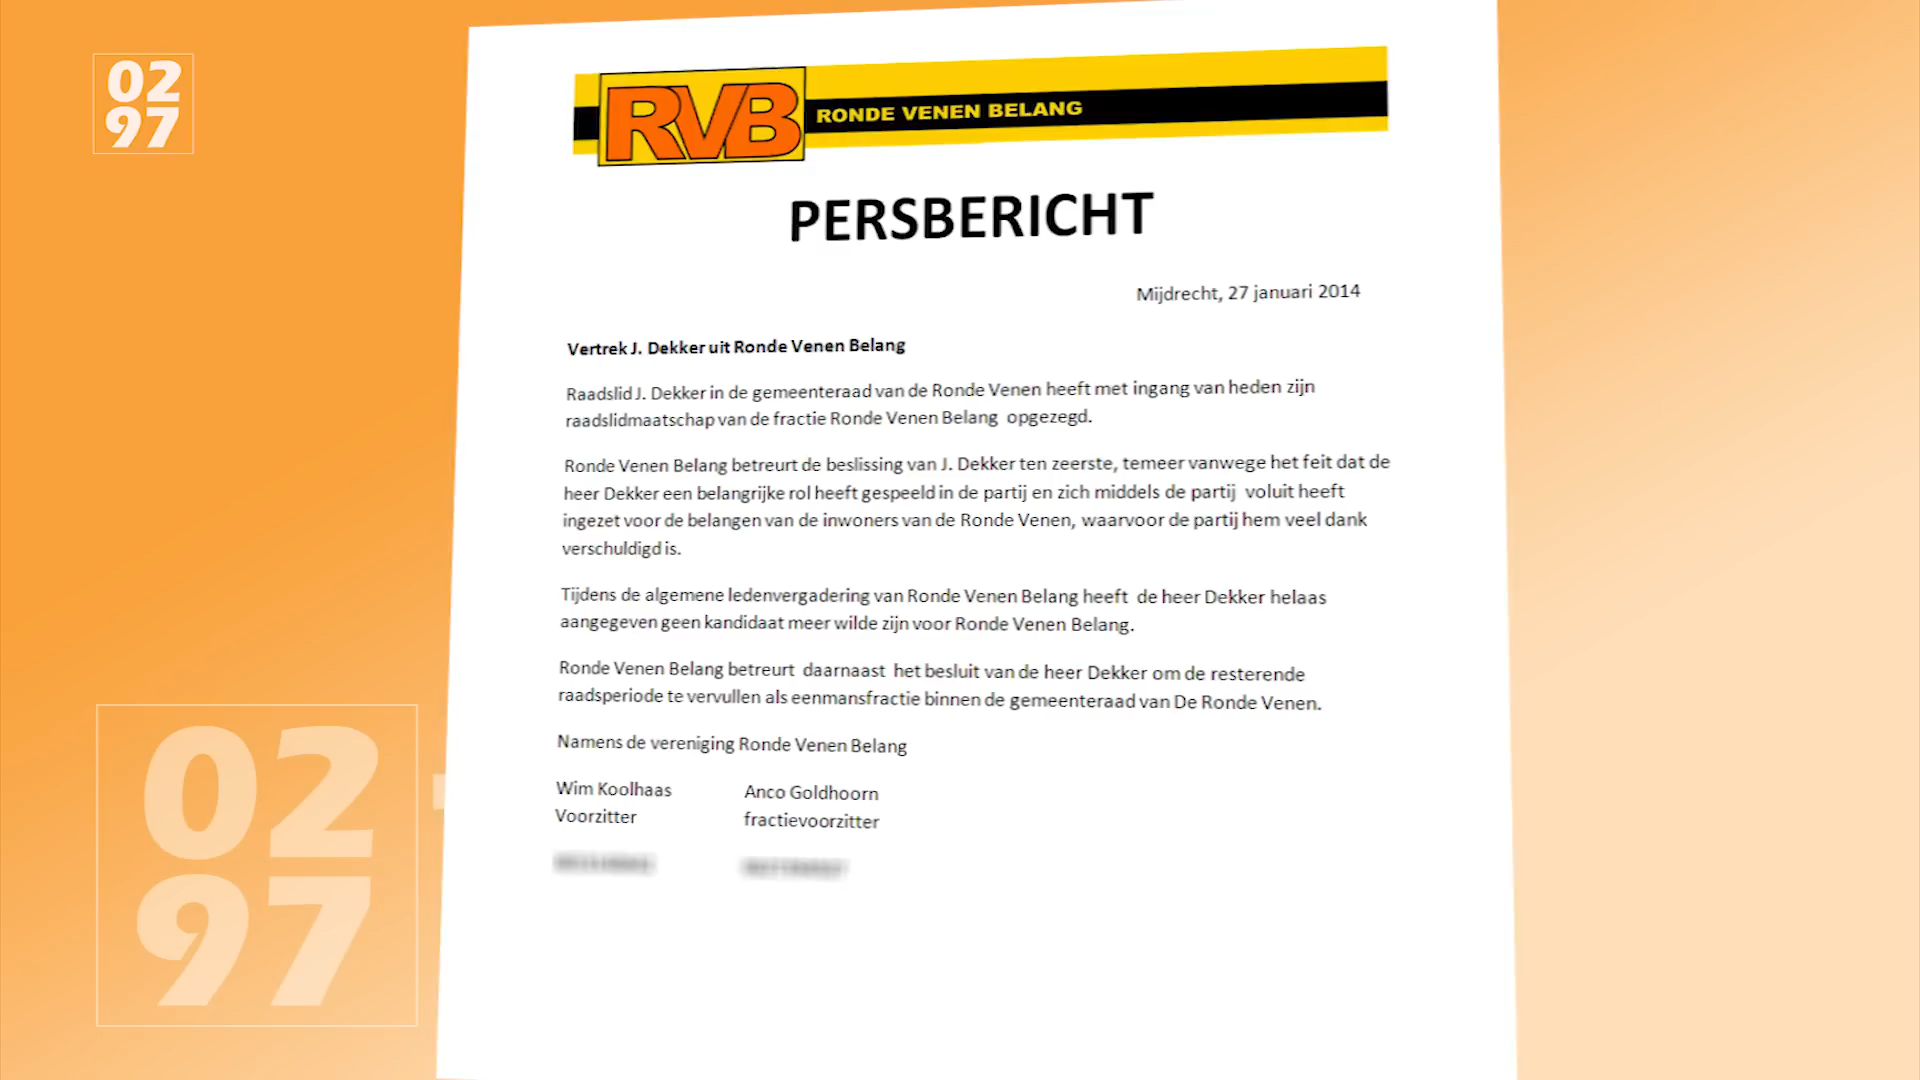 02
97
RVB RONDE VENEN BELANG
PERSBERICHT
Mijdrecht, 27 januari 2014
Vertrek J. Dekker uit Ronde Venen Belang
Raadslid J. Dekker in de gemeenteraad van de Ronde Venen heeft met ingang van heden zijn
raadslidmaatschap van de fractie Ronde Venen Belang opgezegd.
Ronde Venen Belang betreurt de beslissing van J. Dekker ten zeerste, temeer vanwege het feit dat de
heer Dekker een belangrijke rol heeft gespeeld in de partij en zich middels de partij voluit heeft
ingezet voor de belangen van de inwoners van de Ronde Venen, waarvoor de partij hem veel dank
verschuldigd is.
Tijdens de algemene ledenvergadering van Ronde Venen Belang heeft de heer Dekker helaas
aangegeven geen kandidaat meer wilde zijn voor Ronde Venen Belang.
Ronde Venen Belang betreurt daarnaast het besluit van de heer Dekker om de resterende
raadsperiode te vervullen als eenmansfractie binnen de gemeenteraad van De Ronde Venen.
Namens de vereniging Ronde Venen Belang
Wim Koolhaas Anco Goldhoorn
Voorzitter fractievoorzitter
02
97